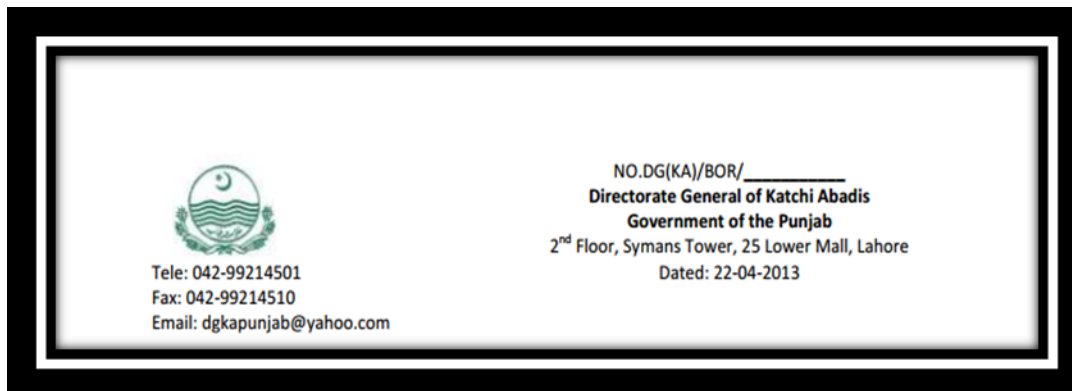 NO.DG(KA)/BOR/___________
Directorate General of Katchi Abadis
Government of the Punjab
2nd Floor, Symans Tower, 25 Lower Mall, Lahore
Dated: 22-04-2013
Tele: 042-99214501
Fax: 042-99214510
Email: dgkapunjab@yahoo.com